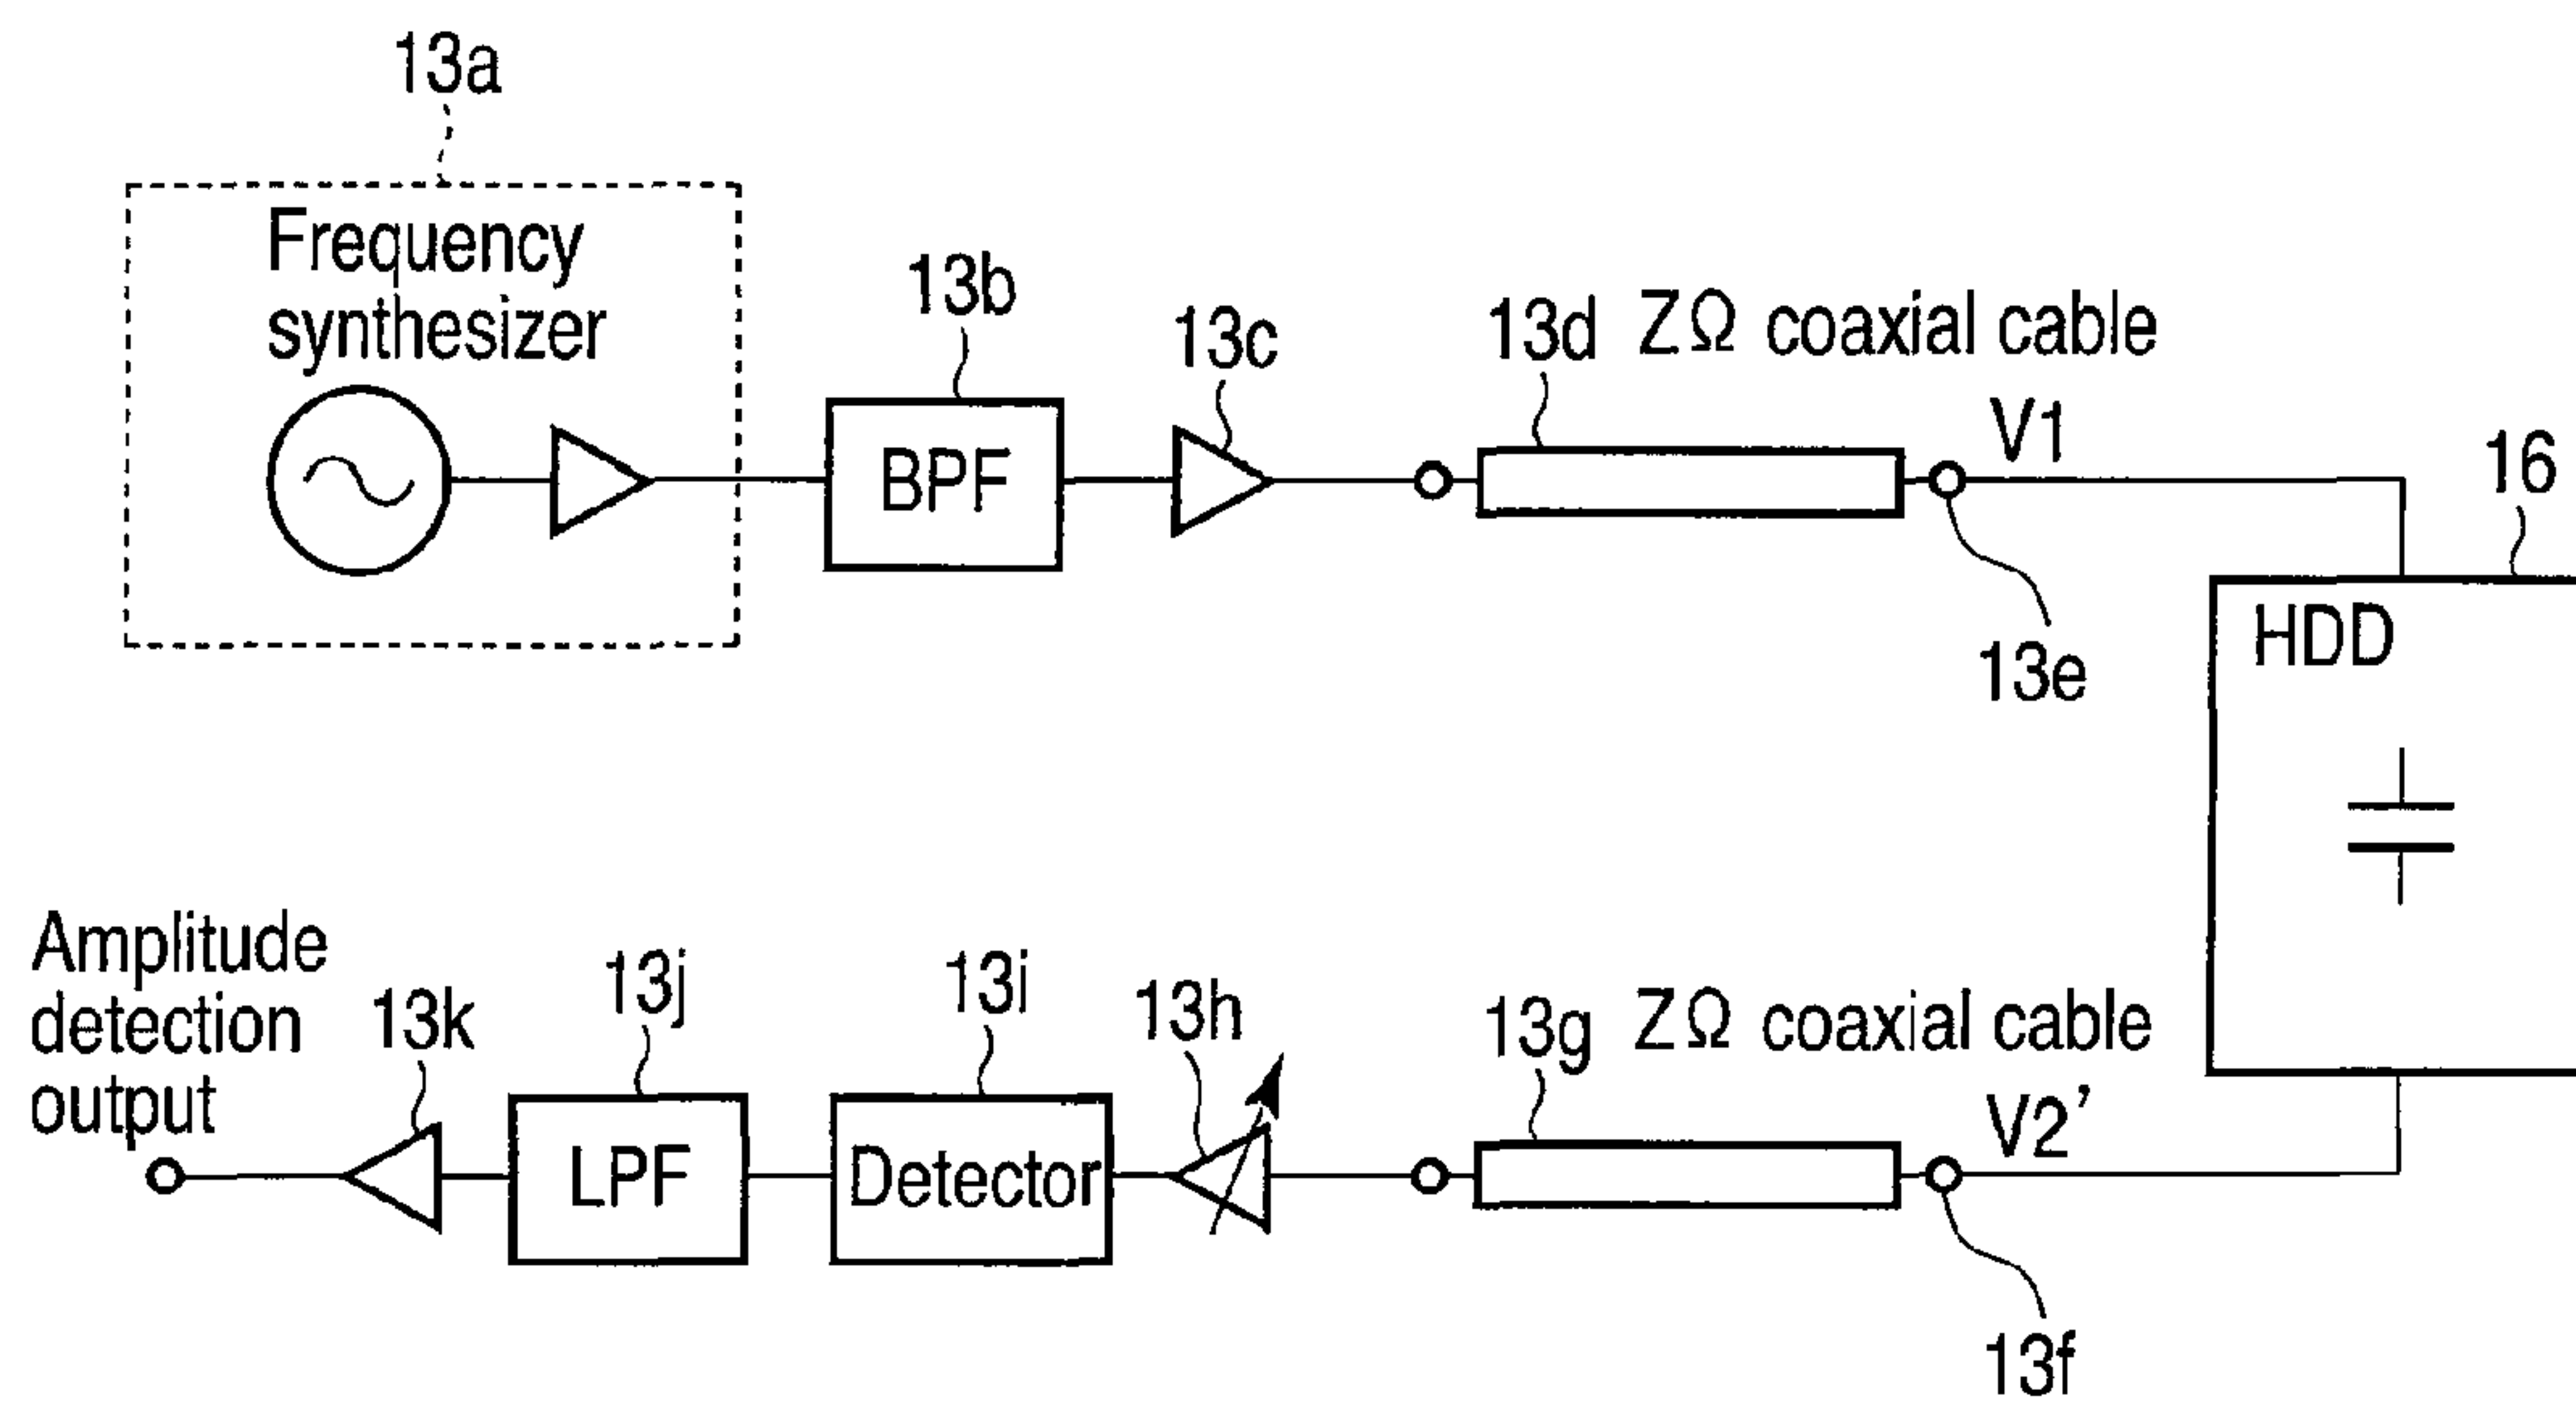 13a
Frequency
synthesizer
13b
13c
13d ZΩ coaxial cable
V1
16
BPF
13e
HDD
Amplitude
detection
output
13k
13j
13i
13h
13g ZΩ coaxial cable
V2’
LPF
Detector
13f